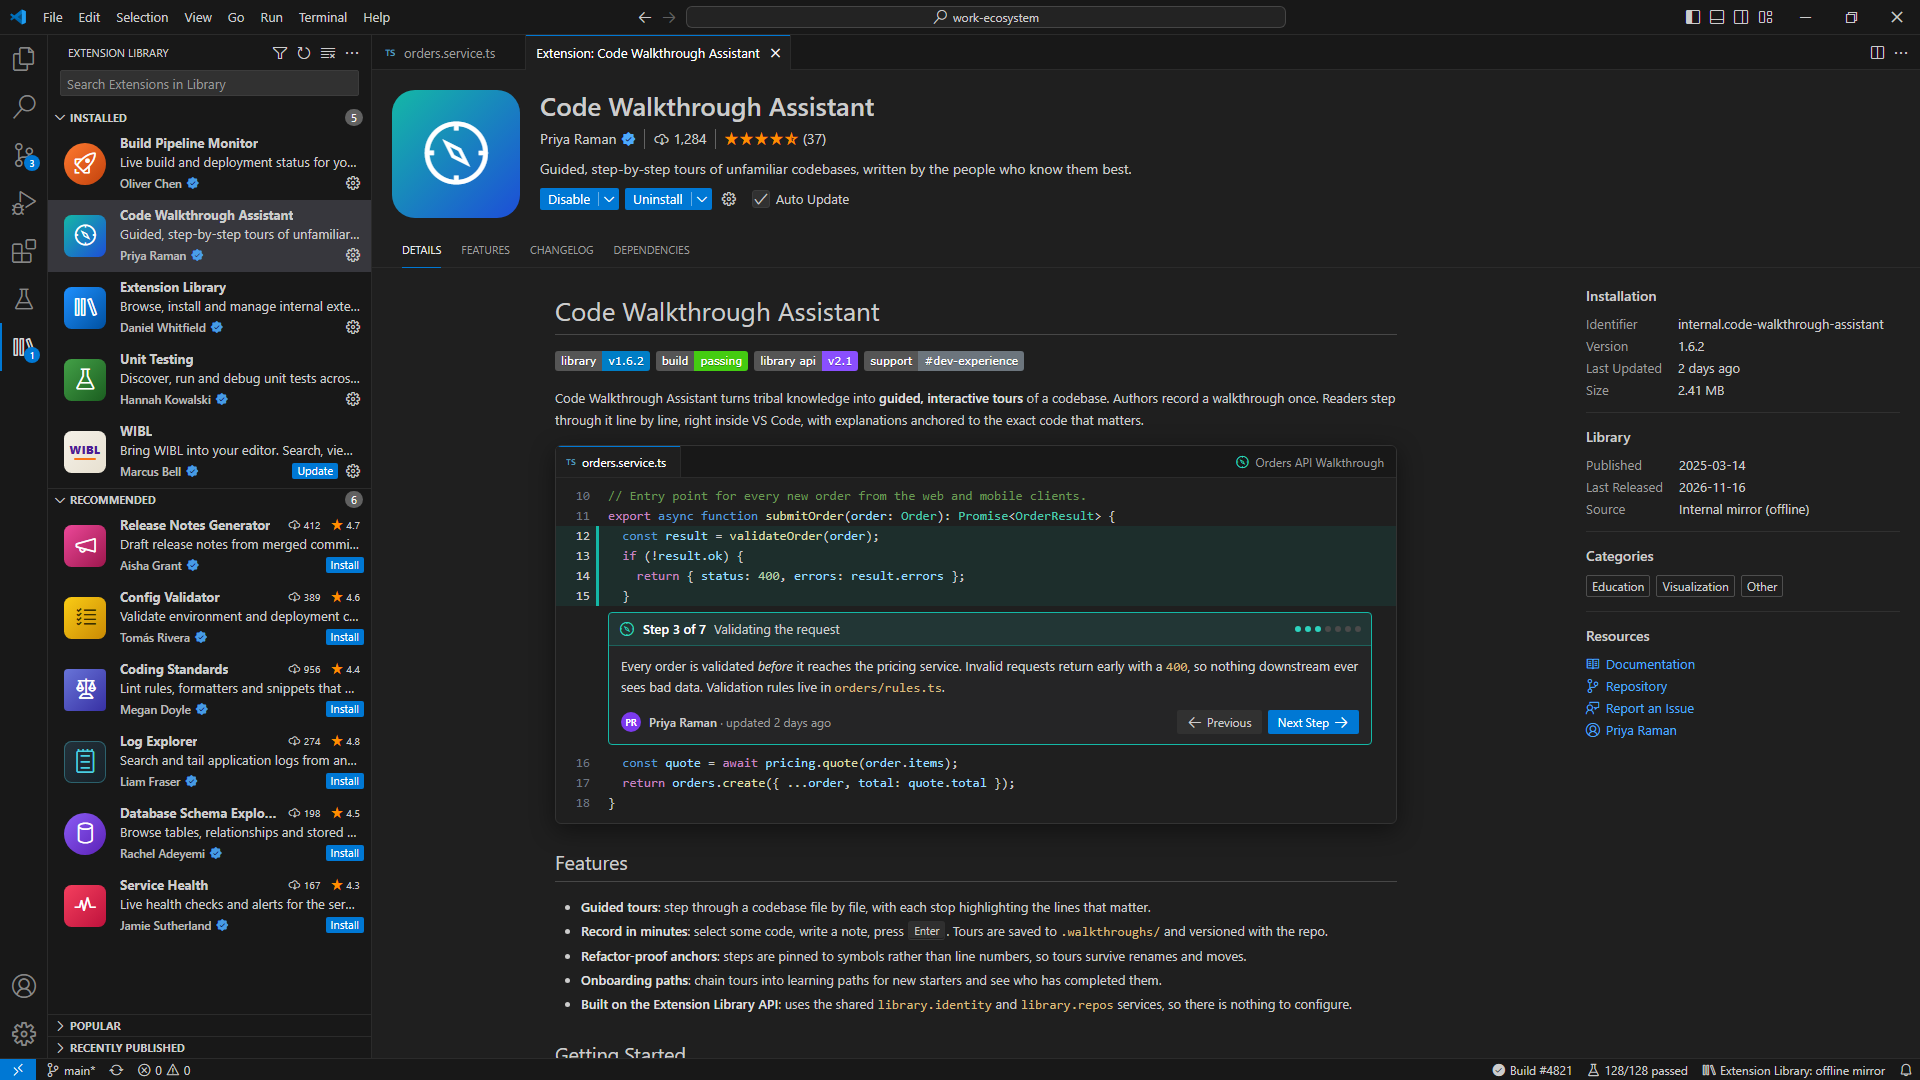 File Edit Selection View Go Run Terminal Help
work-ecosystem
EXTENSION LIBRARY
Search Extensions in Library
INSTALLED 5
Build Pipeline Monitor
Live build and deployment status for yo...
Oliver Chen
Code Walkthrough Assistant
Guided, step-by-step tours of unfamiliar...
Priya Raman
Extension Library
Browse, install and manage internal exte...
Daniel Whitfield
Unit Testing
Discover, run and debug unit tests acros...
Hannah Kowalski
WIBL
WIBL
Bring WIBL into your editor. Search, vie...
Marcus Bell Update
RECOMMENDED 6
Release Notes Generator 412 4.7
Draft release notes from merged commi...
Aisha Grant Install
Config Validator 389 4.6
Validate environment and deployment c...
Tomás Rivera Install
Coding Standards 956 4.4
Lint rules, formatters and snippets that ...
Megan Doyle Install
Log Explorer 274 4.8
Search and tail application logs from an...
Liam Fraser Install
Database Schema Explo... 198 4.5
Browse tables, relationships and stored ...
Rachel Adeyemi Install
Service Health 167 4.3
Live health checks and alerts for the ser...
Jamie Sutherland Install
POPULAR
RECENTLY PUBLISHED
3
1
TS orders.service.ts
Extension: Code Walkthrough Assistant
Code Walkthrough Assistant
Priya Raman 1,284 (37)
Guided, step-by-step tours of unfamiliar codebases, written by the people who know them best.
Disable Uninstall Auto Update
DETAILS FEATURES CHANGELOG DEPENDENCIES
Code Walkthrough Assistant
library v1.6.2 build passing library api v2.1 support #dev-experience
Code Walkthrough Assistant turns tribal knowledge into guided, interactive tours of a codebase. Authors record a walkthrough once. Readers step
through it line by line, right inside VS Code, with explanations anchored to the exact code that matters.
TS orders.service.ts Orders API Walkthrough
10 // Entry point for every new order from the web and mobile clients.
11 export async function submitOrder(order: Order): Promise<OrderResult> {
12 const result = validateOrder(order);
13 if (!result.ok) {
14 return { status: 400, errors: result.errors };
15 }
Step 3 of 7 Validating the request
Every order is validated before it reaches the pricing service. Invalid requests return early with a 400, so nothing downstream ever
sees bad data. Validation rules live in orders/rules.ts.
PR Priya Raman · updated 2 days ago Previous Next Step
16 const quote = await pricing.quote(order.items);
17 return orders.create({ ...order, total: quote.total });
18 }
Features
Guided tours: step through a codebase file by file, with each stop highlighting the lines that matter.
Record in minutes: select some code, write a note, press Enter. Tours are saved to .walkthroughs/ and versioned with the repo.
Refactor-proof anchors: steps are pinned to symbols rather than line numbers, so tours survive renames and moves.
Onboarding paths: chain tours into learning paths for new starters and see who has completed them.
Built on the Extension Library API: uses the shared library.identity and library.repos services, so there is nothing to configure.
Getting Started
Installation
Identifier internal.code-walkthrough-assistant
Version 1.6.2
Last Updated 2 days ago
Size 2.41 MB
Library
Published 2025-03-14
Last Released 2026-11-16
Source Internal mirror (offline)
Categories
Education Visualization Other
Resources
Documentation
Repository
Report an Issue
Priya Raman
main* 0 0
Build #4821 128/128 passed Extension Library: offline mirror